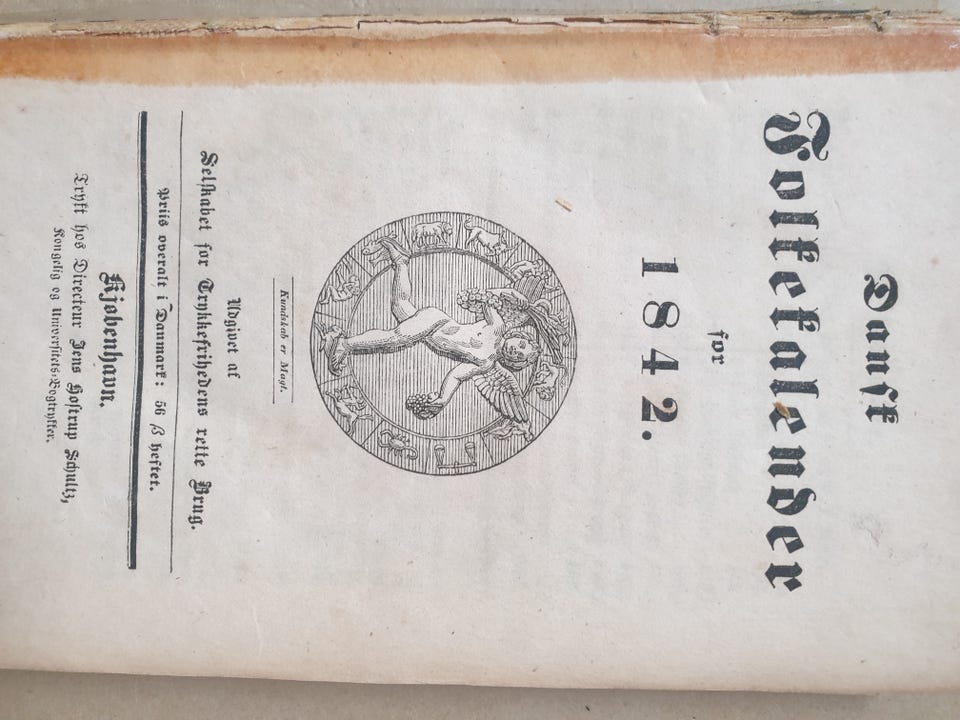 Dansk
Folkekalender
for
1842.
Kundskab er Magt.
Udgivet af
Selskabet for Trykkefrihedens rette Brug.
Priis overalt i Danmark: 56 ß heftet.
Kjøbenhavn.
Trykt hos Directeur Jens Hostrup Schultz,
Kongelig og Universitets-Bogtrykker.